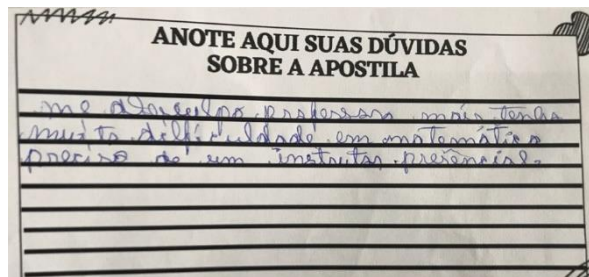 ANOTE AQUI SUAS DÚVIDAS
SOBRE A APOSTILA
me desculpa professora mais tenho
muito dificuldade em matemática
preciso de um instrutor presencial.